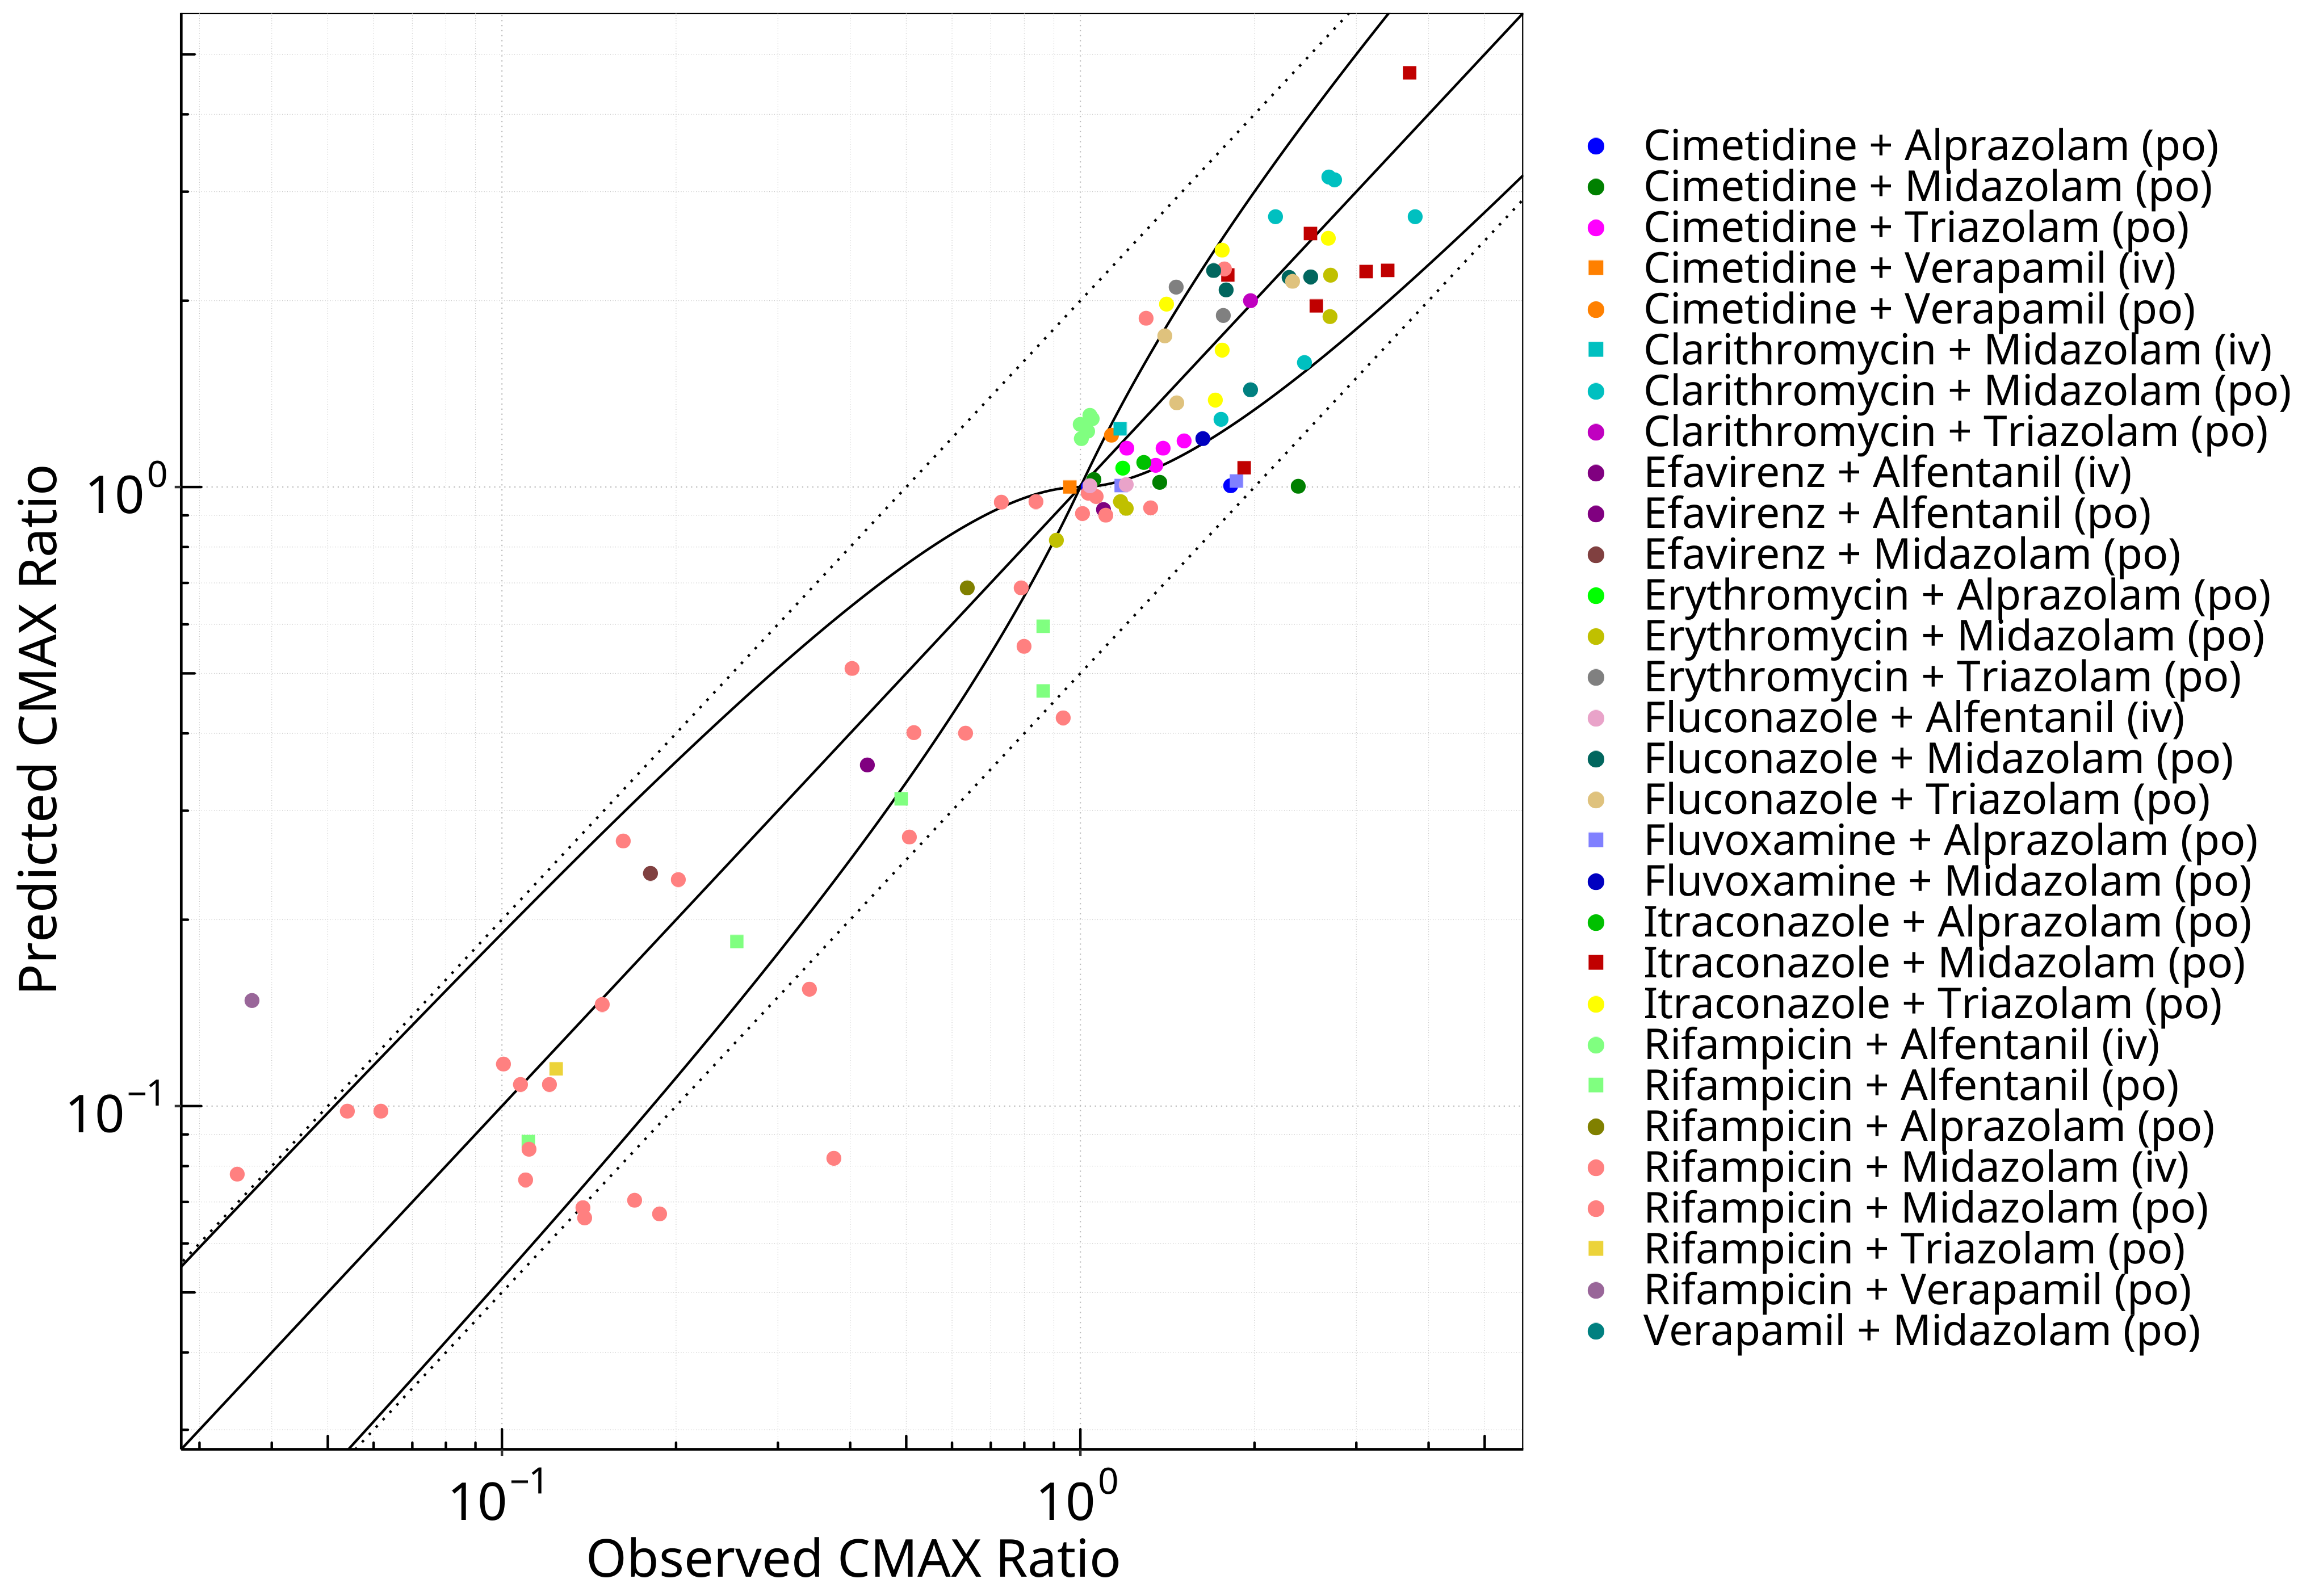 Predicted CMAX Ratio
10⁰
10⁻¹
10⁻¹
10⁰
Observed CMAX Ratio
Cimetidine + Alprazolam (po)
Cimetidine + Midazolam (po)
Cimetidine + Triazolam (po)
Cimetidine + Verapamil (iv)
Cimetidine + Verapamil (po)
Clarithromycin + Midazolam (iv)
Clarithromycin + Midazolam (po)
Clarithromycin + Triazolam (po)
Efavirenz + Alfentanil (iv)
Efavirenz + Alfentanil (po)
Efavirenz + Midazolam (po)
Erythromycin + Alprazolam (po)
Erythromycin + Midazolam (po)
Erythromycin + Triazolam (po)
Fluconazole + Alfentanil (iv)
Fluconazole + Midazolam (po)
Fluconazole + Triazolam (po)
Fluvoxamine + Alprazolam (po)
Fluvoxamine + Midazolam (po)
Itraconazole + Alprazolam (po)
Itraconazole + Midazolam (po)
Itraconazole + Triazolam (po)
Rifampicin + Alfentanil (iv)
Rifampicin + Alfentanil (po)
Rifampicin + Alprazolam (po)
Rifampicin + Midazolam (iv)
Rifampicin + Midazolam (po)
Rifampicin + Triazolam (po)
Rifampicin + Verapamil (po)
Verapamil + Midazolam (po)